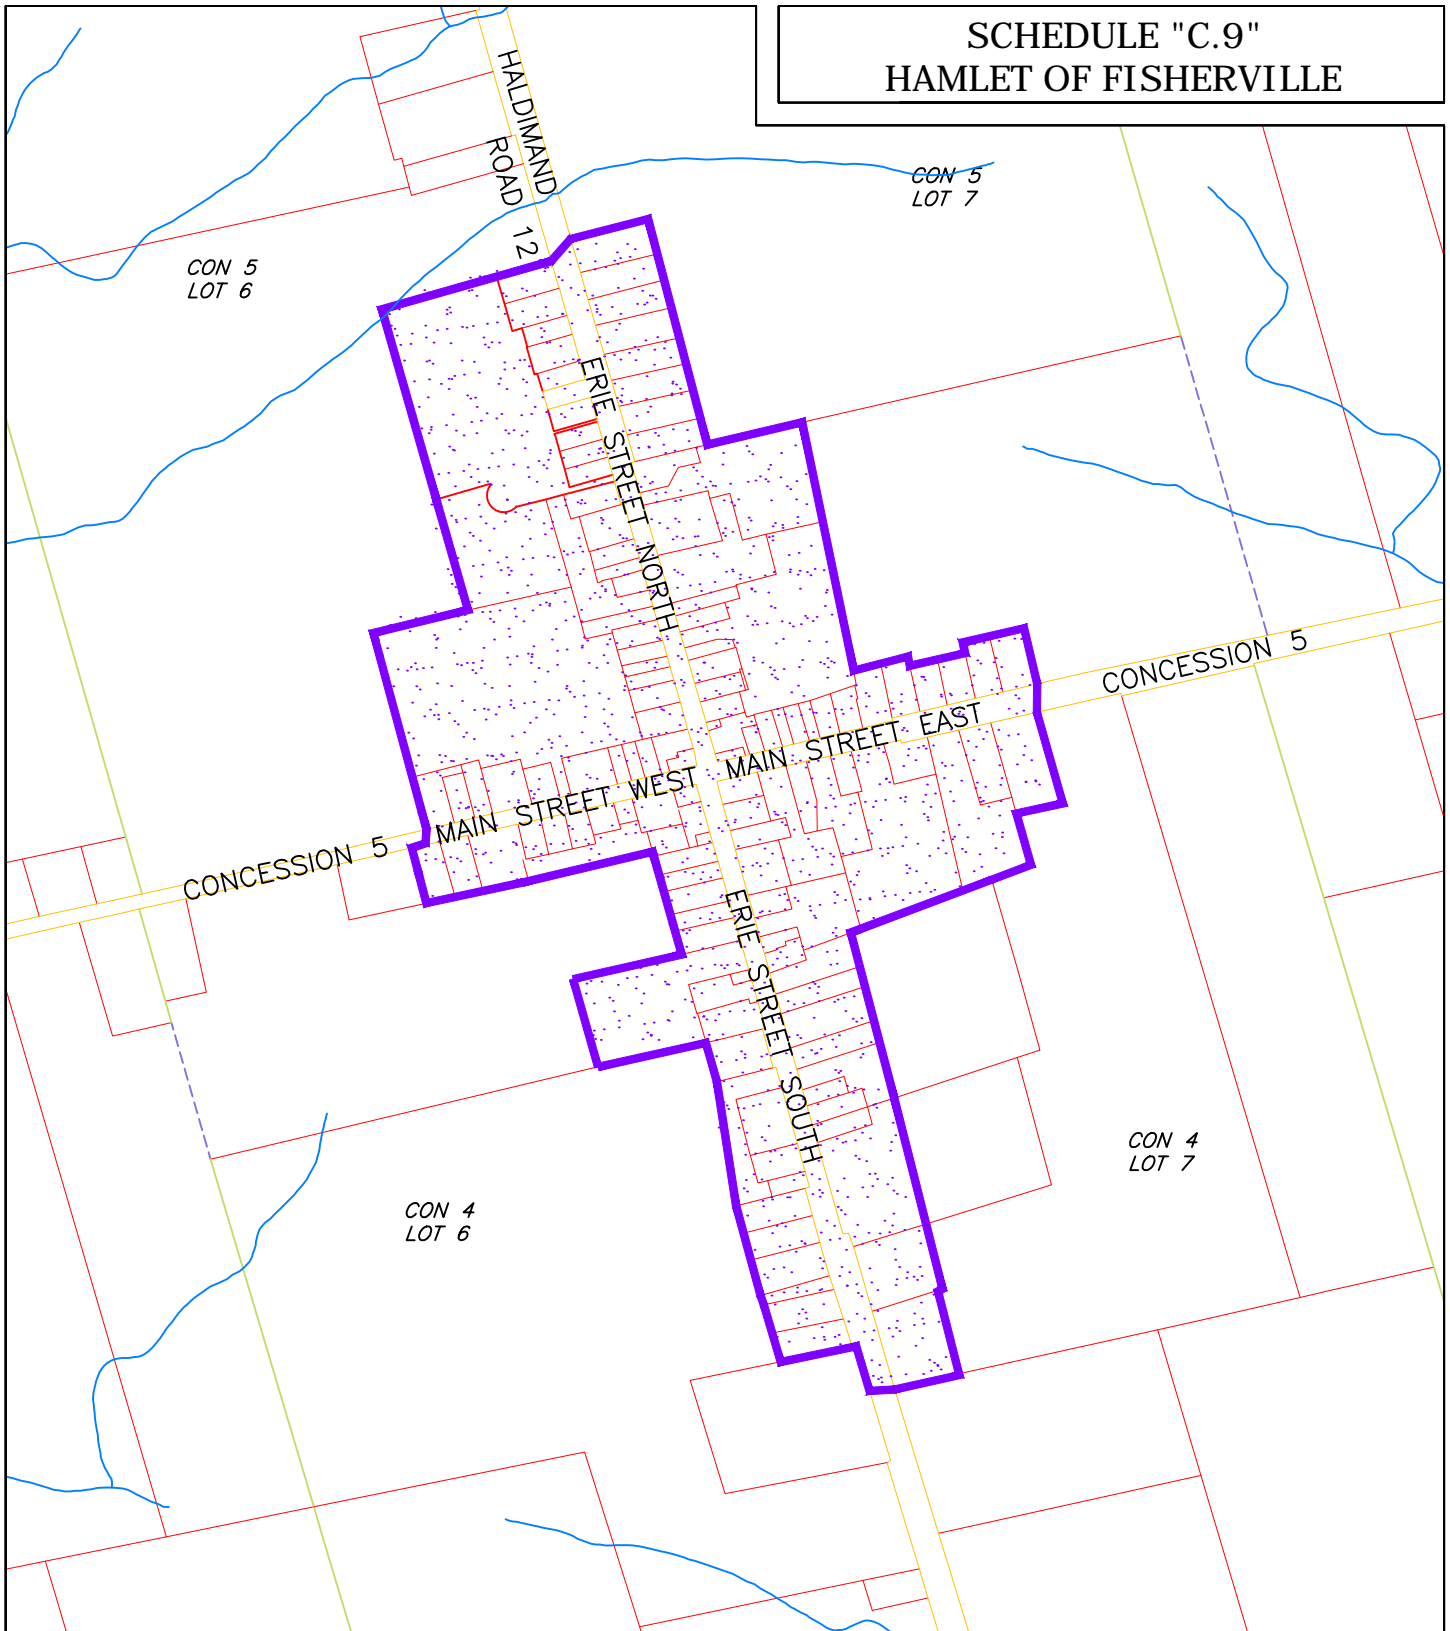 SCHEDULE "C.9"
HAMLET OF FISHERVILLE
HALDIMAND
ROAD 12
CON 5
LOT 7
CON 5
LOT 6
ERIE STREET NORTH
CONCESSION 5
MAIN STREET EAST
MAIN STREET WEST
CONCESSION 5
ERIE STREET SOUTH
CON 4
LOT 7
CON 4
LOT 6